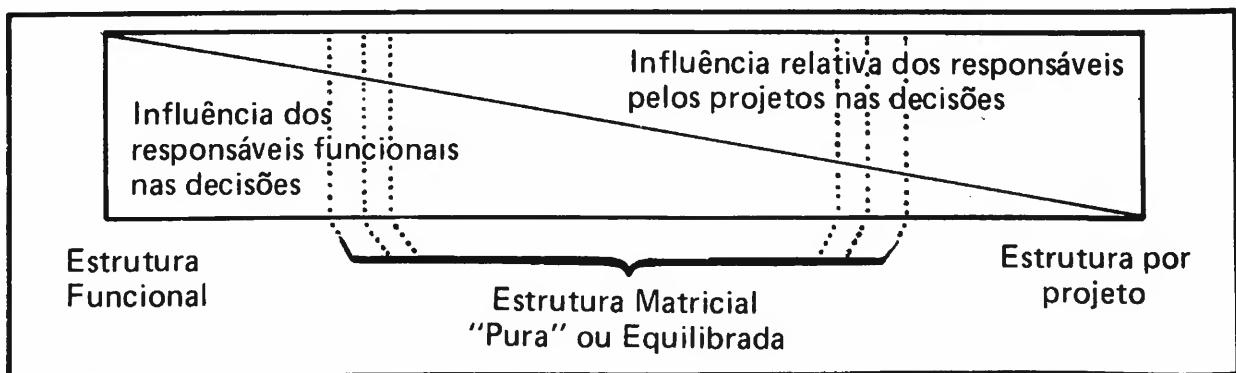 Influência relativa dos responsáveis
pelos projetos nas decisões
Influência dos
responsáveis funcionais
nas decisões
Estrutura
Funcional
Estrutura Matricial
"Pura" ou Equilibrada
Estrutura por
projeto